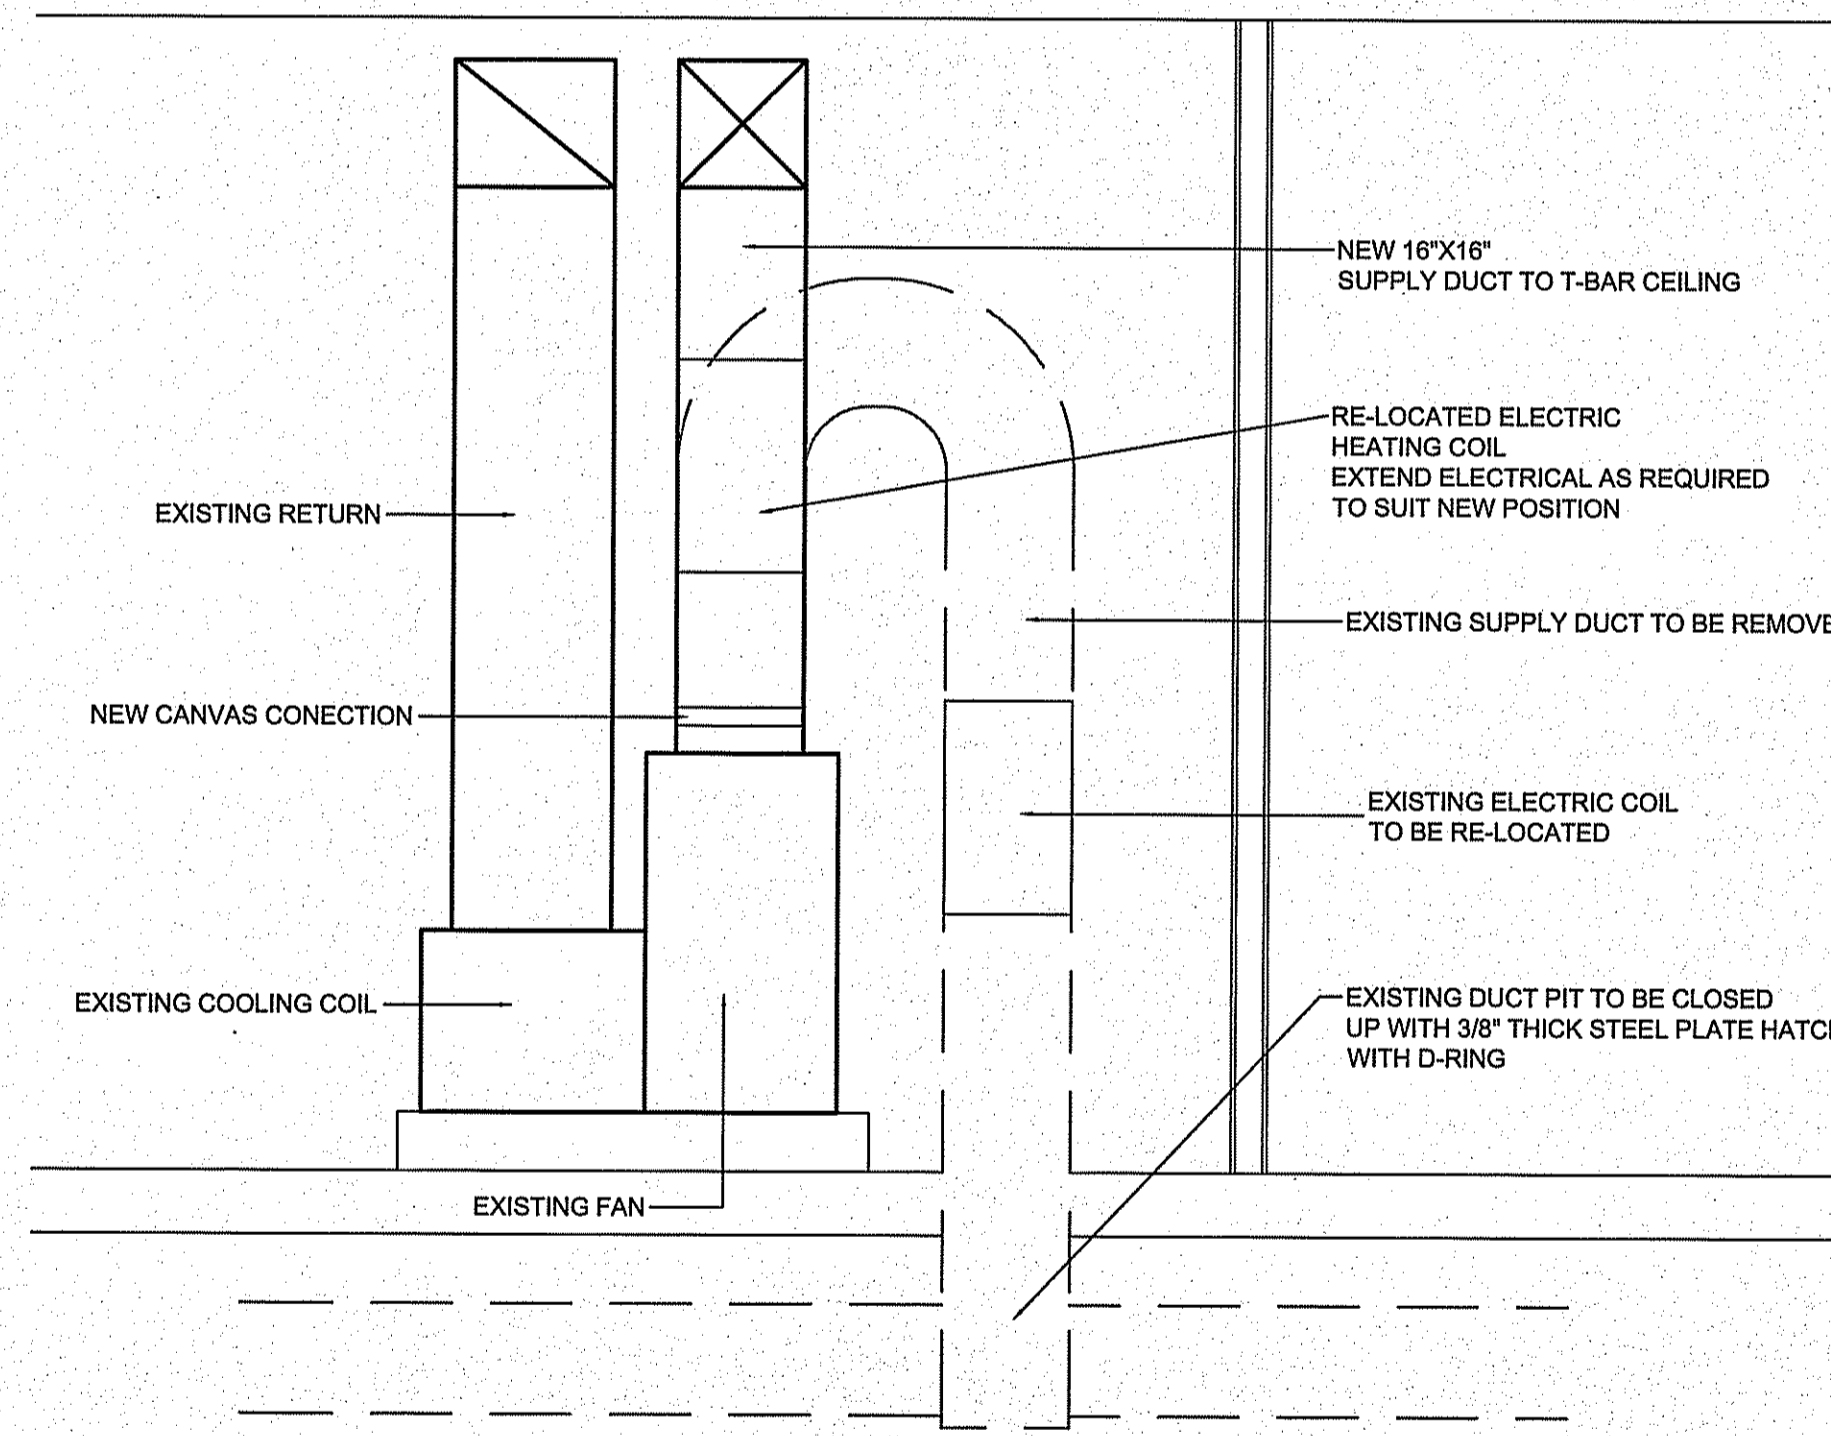 NEW 16"X16"
SUPPLY DUCT TO T-BAR CEILING
RE-LOCATED ELECTRIC
HEATING COIL
EXTEND ELECTRICAL AS REQUIRED
TO SUIT NEW POSITION
EXISTING RETURN
EXISTING SUPPLY DUCT TO BE REMOVE
NEW CANVAS CONECTION
EXISTING ELECTRIC COIL
TO BE RE-LOCATED
EXISTING COOLING COIL
EXISTING DUCT PIT TO BE CLOSED
UP WITH 3/8" THICK STEEL PLATE HATC
WITH D-RING
EXISTING FAN